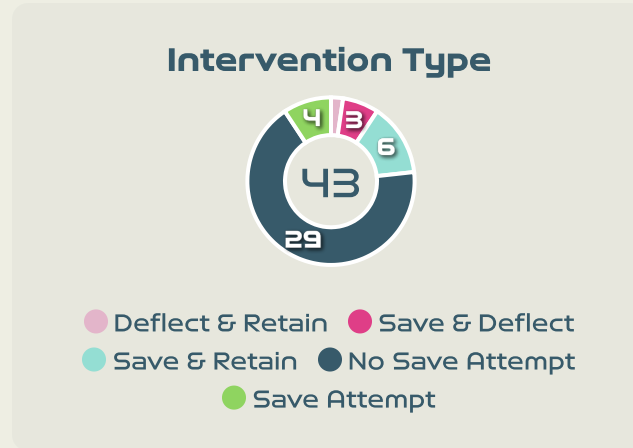 Intervention Type
4 3
6
43
29
Deflect & Retain Save & Deflect
Save & Retain No Save Attempt
Save Attempt